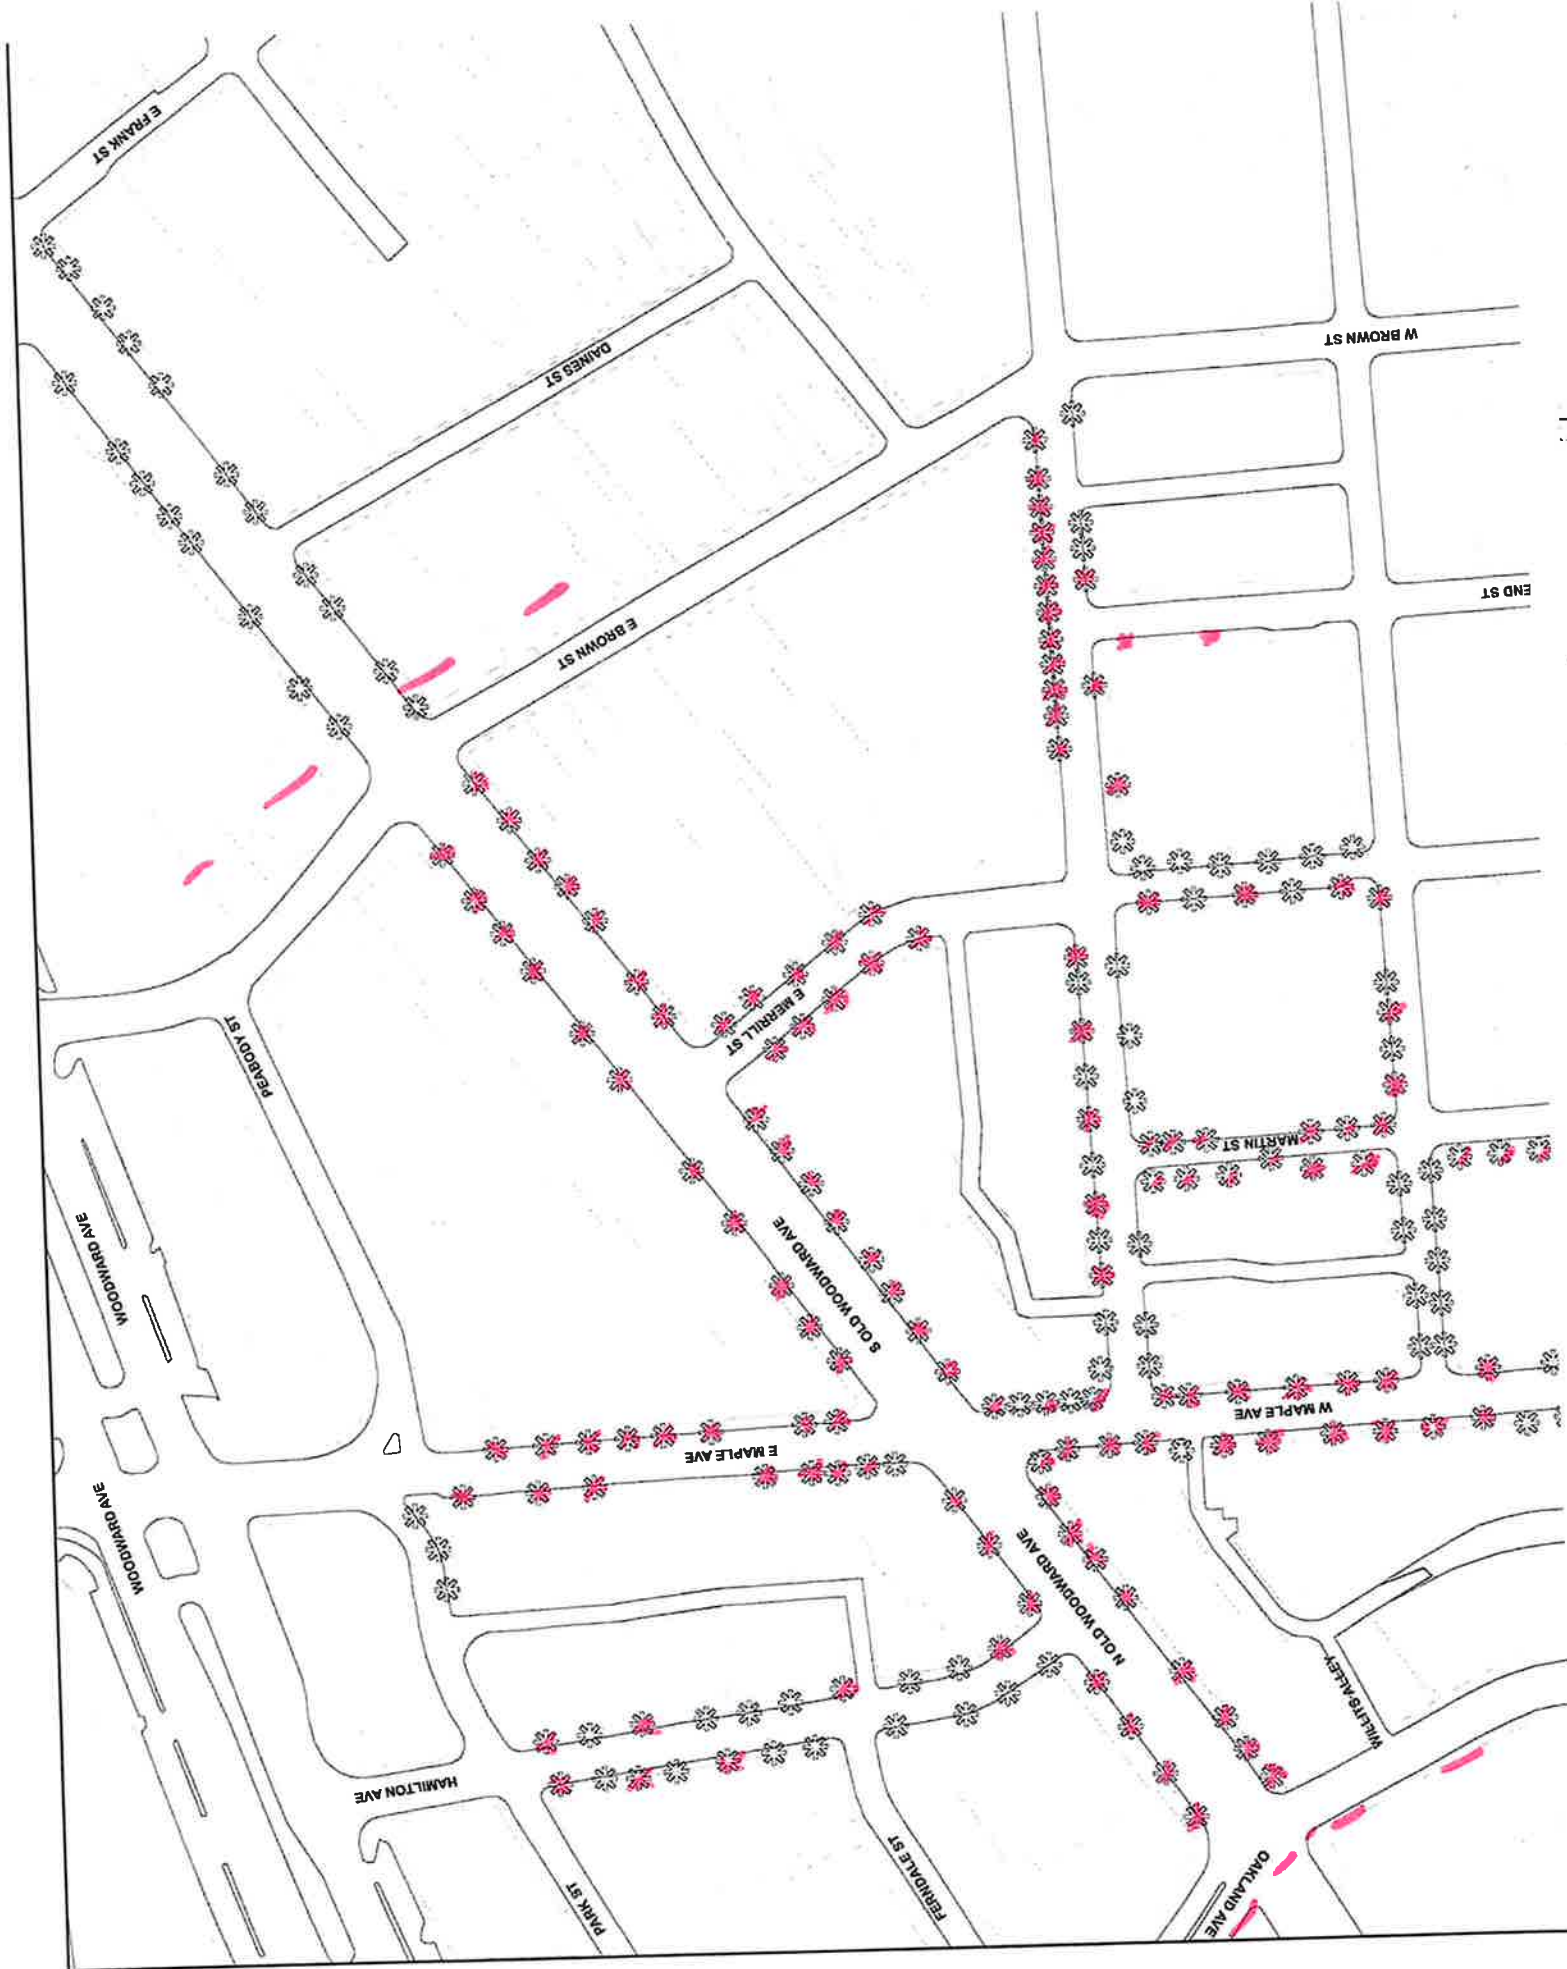 E FRANK ST
W BROWN ST
DAINES ST
END ST
E BROWN ST
PEABODY ST
E MERRILL ST
MARTIN ST
WOODWARD AVE
S OLD WOODWARD AVE
W MAPLE AVE
E MAPLE AVE
WOODWARD AVE
N OLD WOODWARD AVE
WILLITS ALLEY
HAMILTON AVE
FERNDALE ST
PARK ST
OAKLAND AVE